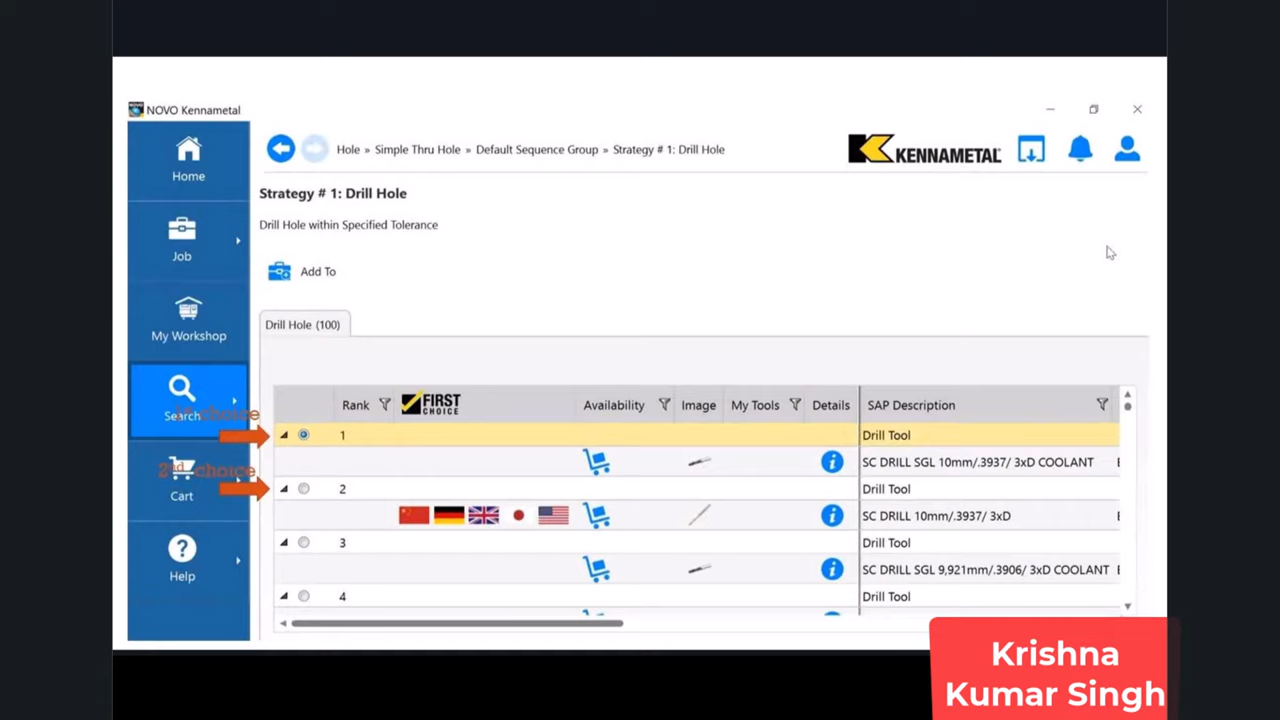 NOVO Kennametal
Home
Job
My Workshop
Search
Cart
Help
1st choice
2nd choice
Hole » Simple Thru Hole » Default Sequence Group » Strategy # 1: Drill Hole
KENNAMETAL
Strategy # 1: Drill Hole
Drill Hole within Specified Tolerance
Add To
Drill Hole (100)
Rank FIRST CHOICE Availability Image My Tools Details SAP Description
1 Drill Tool
SC DRILL SGL 10mm/.3937/ 3xD COOLANT
2 Drill Tool
SC DRILL 10mm/.3937/ 3xD
3 Drill Tool
SC DRILL SGL 9,921mm/.3906/ 3xD COOLANT
4 Drill Tool
Krishna
Kumar Singh